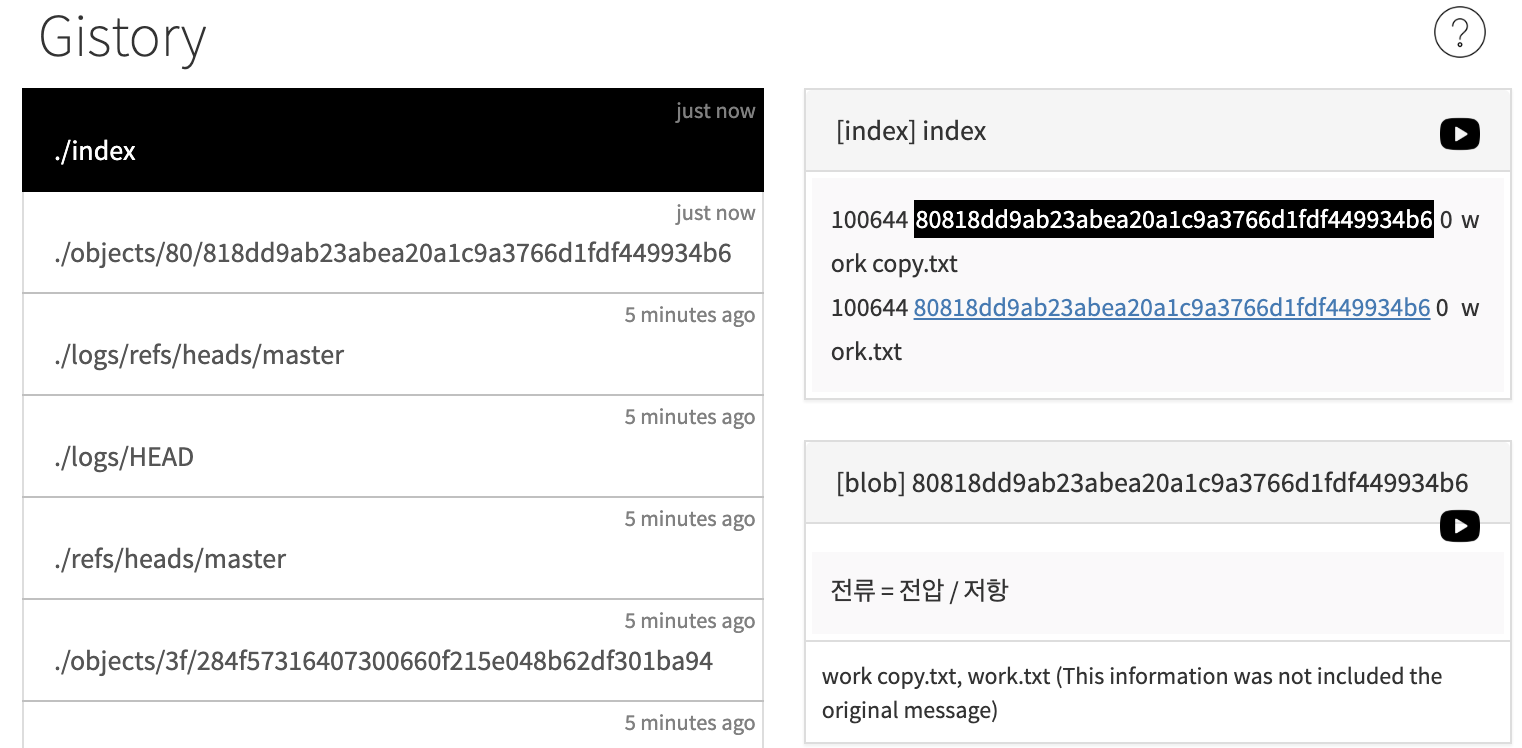 Gistory
?
just now
./index
just now
./objects/80/818dd9ab23abea20a1c9a3766d1fdf449934b6
5 minutes ago
./logs/refs/heads/master
5 minutes ago
./logs/HEAD
5 minutes ago
./refs/heads/master
5 minutes ago
./objects/3f/284f57316407300660f215e048b62df301ba94
5 minutes ago
[index] index
100644 80818dd9ab23abea20a1c9a3766d1fdf449934b6 0 w
ork copy.txt
100644 80818dd9ab23abea20a1c9a3766d1fdf449934b6 0 w
ork.txt
[blob] 80818dd9ab23abea20a1c9a3766d1fdf449934b6
전류 = 전압 / 저항
work copy.txt, work.txt (This information was not included the
original message)